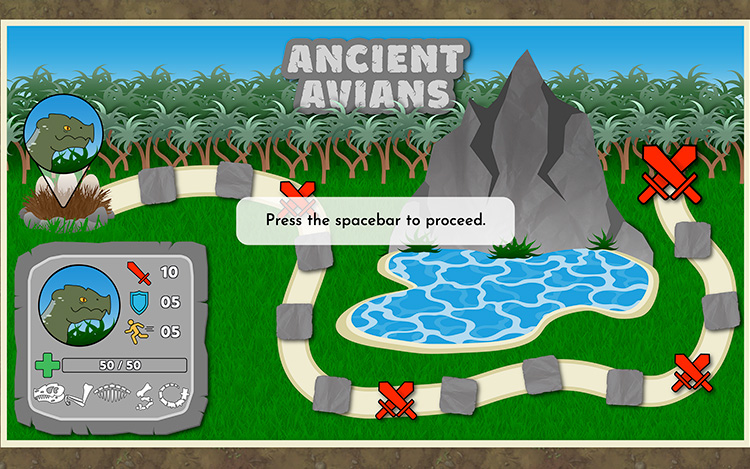 ANCIENT
AVIANS
Press the spacebar to proceed.
10
05
05
50 / 50